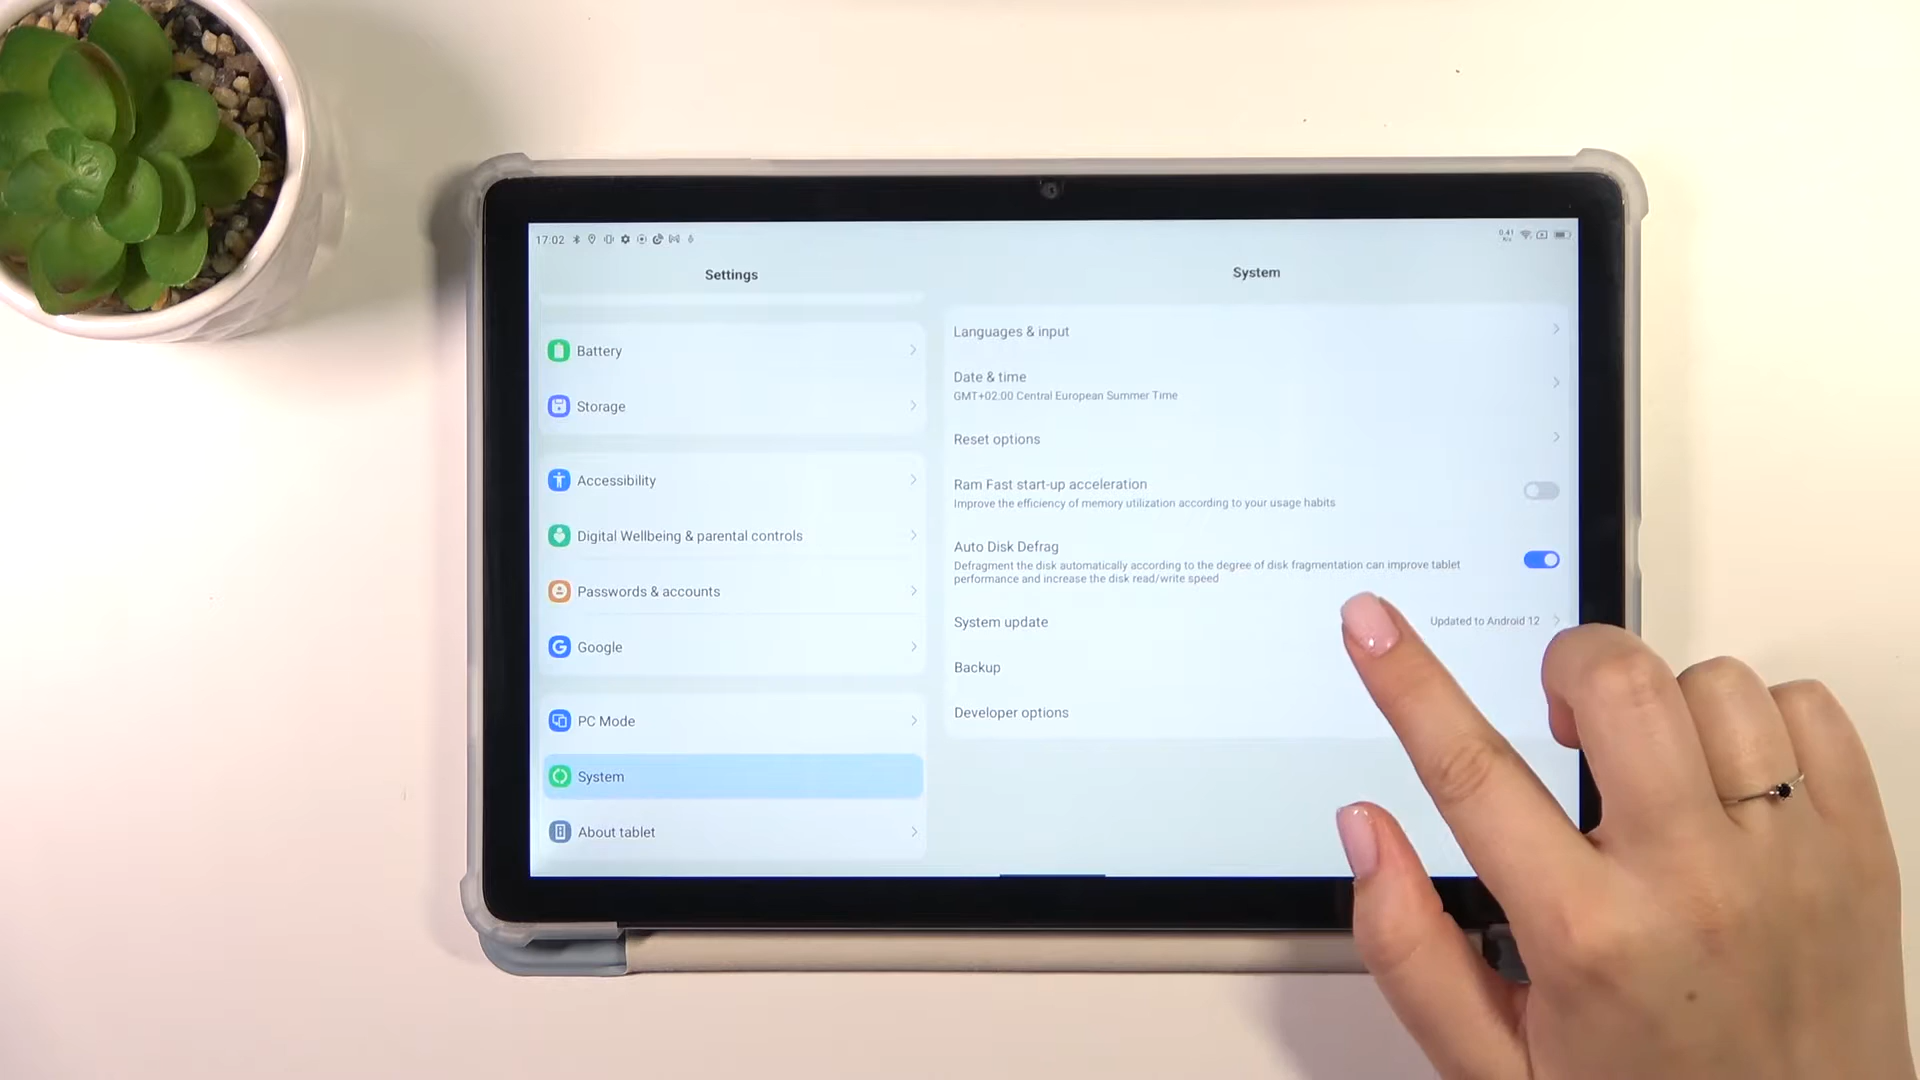 17:02
0.41
K/s
Settings
System
Battery
Storage
Accessibility
Digital Wellbeing & parental controls
Passwords & accounts
Google
PC Mode
System
About tablet
Languages & input
Date & time
GMT+02:00 Central European Summer Time
Reset options
Ram Fast start-up acceleration
Improve the efficiency of memory utilization according to your usage habits
Auto Disk Defrag
Defragment the disk automatically according to the degree of disk fragmentation can improve tablet
performance and increase the disk read/write speed
System update
Updated to Android 12
Backup
Developer options